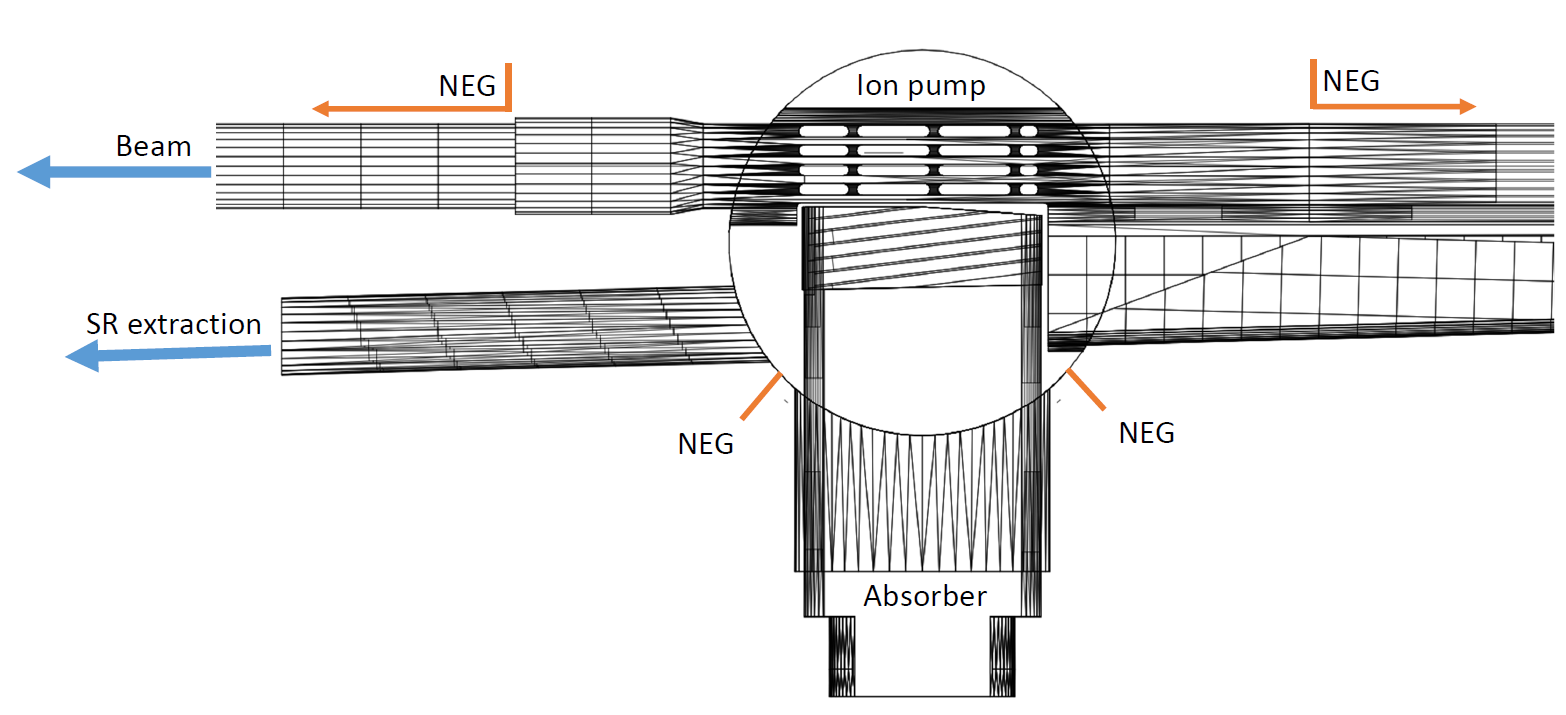 NEG
Ion pump
NEG
Beam
SR extraction
NEG
NEG
Absorber